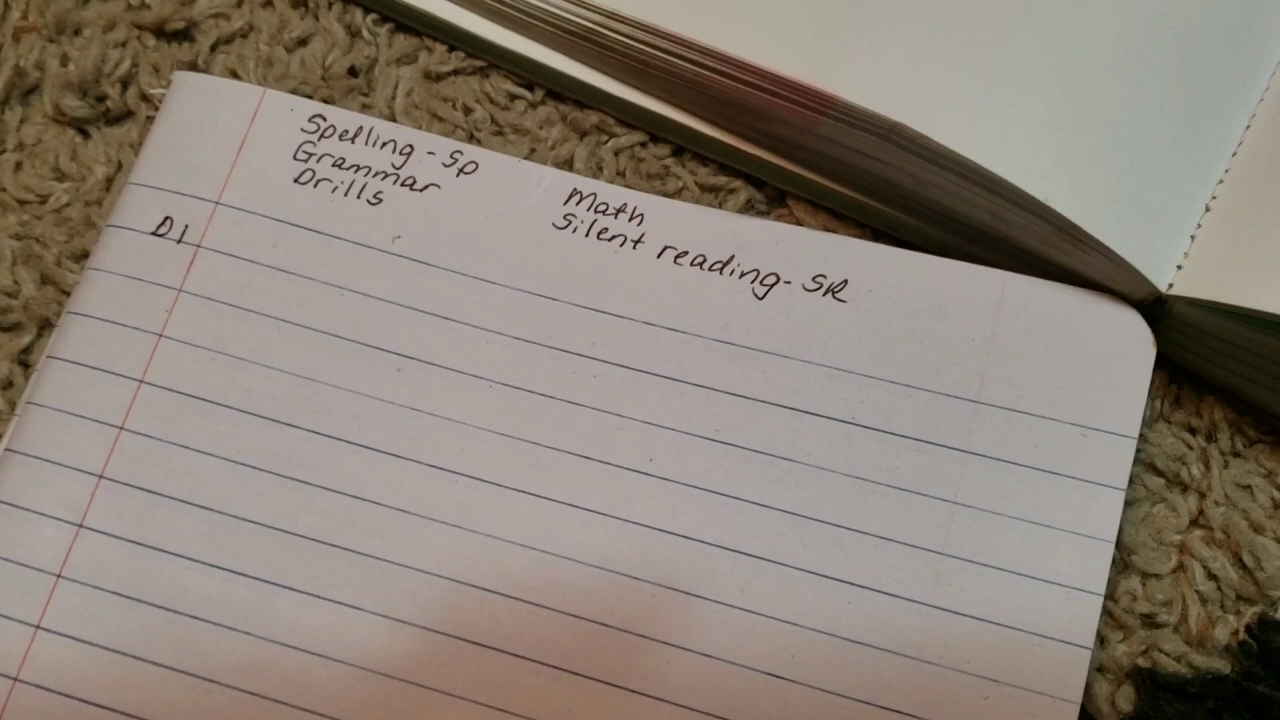 Spelling - Sp
Grammar
Drills
Math
Silent reading - SR
D1